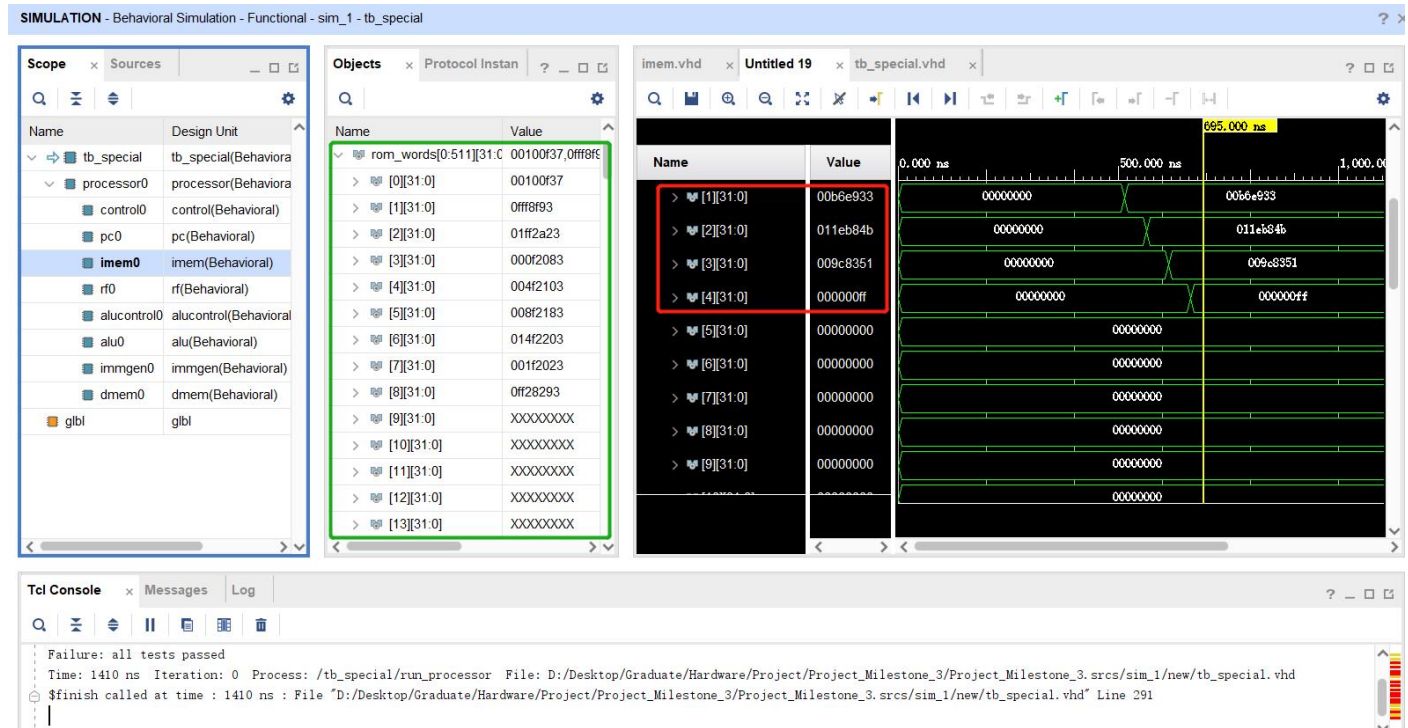 SIMULATION - Behavioral Simulation - Functional - sim_1 - tb_special
Scope Sources
Name Design Unit
tb_special tb_special(Behaviora
processor0 processor(Behaviora
control0 control(Behavioral)
pc0 pc(Behavioral)
imem0 imem(Behavioral)
rf0 rf(Behavioral)
alucontrol0 alucontrol(Behavioral
alu0 alu(Behavioral)
immgen0 immgen(Behavioral)
dmem0 dmem(Behavioral)
glbl glbl
Objects Protocol Instan
Name Value
rom_words[0:511][31:0 00100f37,0fff8f9
[0][31:0] 00100f37
[1][31:0] 0fff8f93
[2][31:0] 01ff2a23
[3][31:0] 000f2083
[4][31:0] 004f2103
[5][31:0] 008f2183
[6][31:0] 014f2203
[7][31:0] 001f2023
[8][31:0] 0ff28293
[9][31:0] XXXXXXXX
[10][31:0] XXXXXXXX
[11][31:0] XXXXXXXX
[12][31:0] XXXXXXXX
[13][31:0] XXXXXXXX
imem.vhd Untitled 19 tb_special.vhd
695.000 ns
Name Value 0.000 ns 500.000 ns 1,000.00
[1][31:0] 00b6e933 00000000 00b6e933
[2][31:0] 011eb84b 00000000 011eb84b
[3][31:0] 009c8351 00000000 009c8351
[4][31:0] 000000ff 00000000 000000ff
[5][31:0] 00000000 00000000
[6][31:0] 00000000 00000000
[7][31:0] 00000000 00000000
[8][31:0] 00000000 00000000
[9][31:0] 00000000 00000000
00000000
Tcl Console Messages Log
Failure: all tests passed
Time: 1410 ns Iteration: 0 Process: /tb_special/run_processor File: D:/Desktop/Graduate/Hardware/Project/Project_Milestone_3/Project_Milestone_3.srcs/sim_1/new/tb_special.vhd
$finish called at time : 1410 ns : File "D:/Desktop/Graduate/Hardware/Project/Project_Milestone_3/Project_Milestone_3.srcs/sim_1/new/tb_special.vhd" Line 291